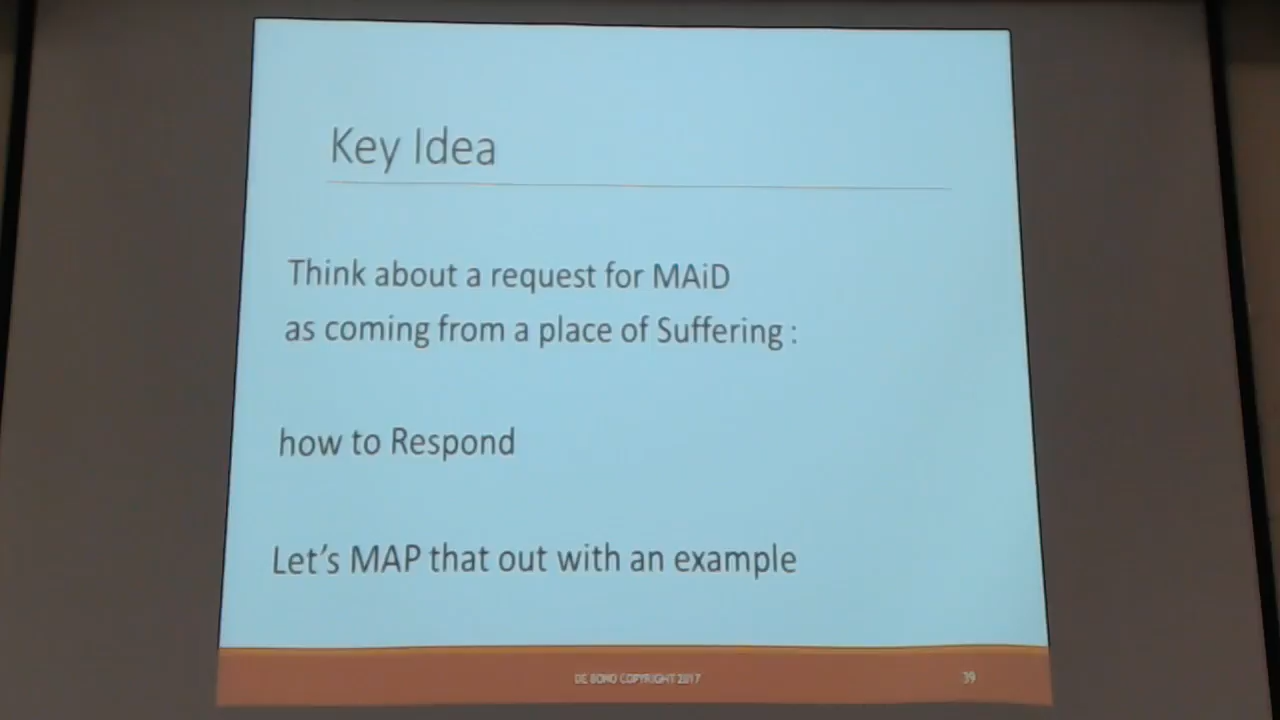 Key Idea
Think about a request for MAiD
as coming from a place of Suffering :
how to Respond
Let's MAP that out with an example
DE BONO COPYRIGHT 2017
39